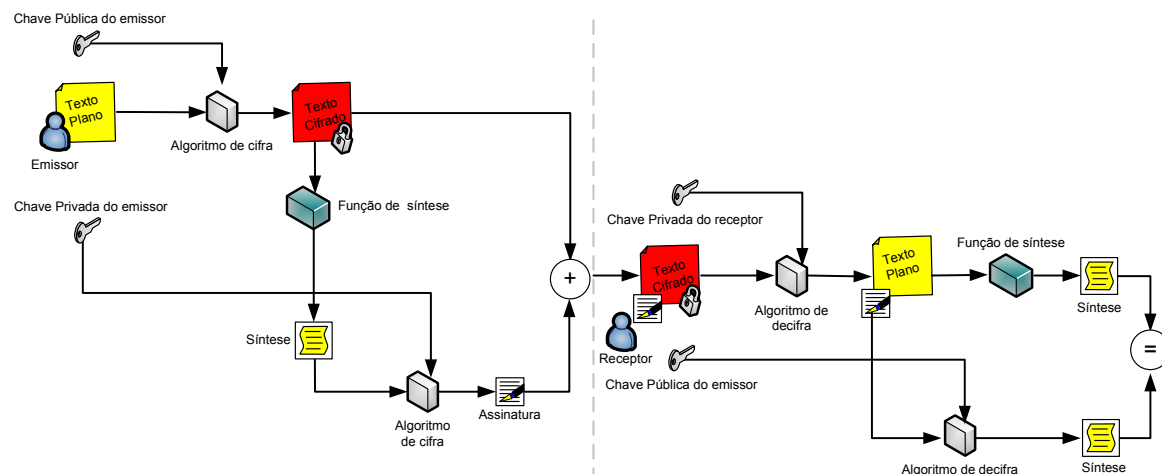 Chave Pública do emissor
Texto
Plano
Emissor
Algoritmo de cifra
Texto
Cifrado
Chave Privada do emissor
Função de síntese
Síntese
Algoritmo
de cifra
Assinatura
+
Chave Privada do receptor
Texto
Cifrado
Receptor
Algoritmo de
decifra
Texto
Plano
Função de síntese
Síntese
=
Chave Pública do emissor
Algoritmo de decifra
Síntese